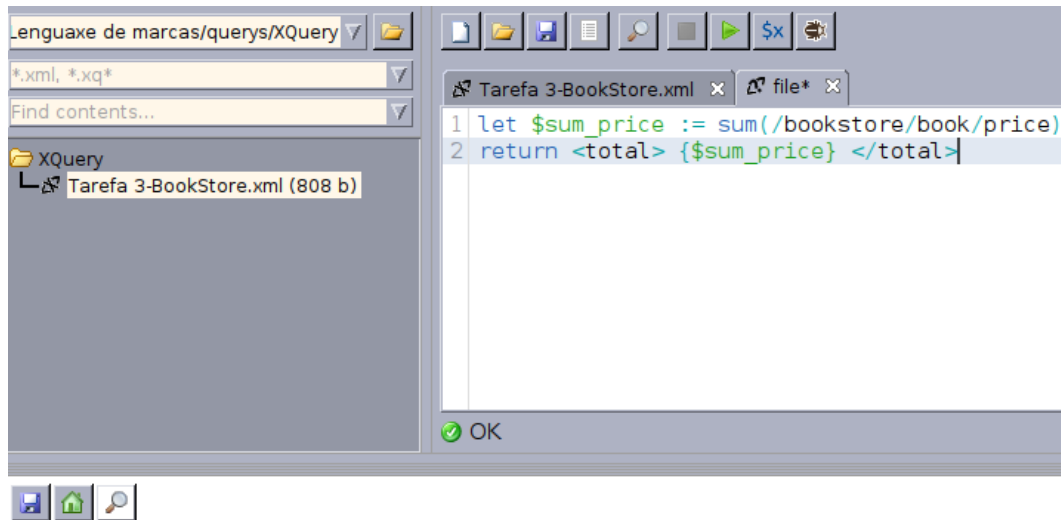 Lenguaxe de marcas/querys/XQuery
*.xml, *.xq*
Find contents...
XQuery
Tarefa 3-BookStore.xml (808 b)
$x
Tarefa 3-BookStore.xml
file*
1 let $sum_price := sum(/bookstore/book/price)
2 return <total> {$sum_price} </total>
OK